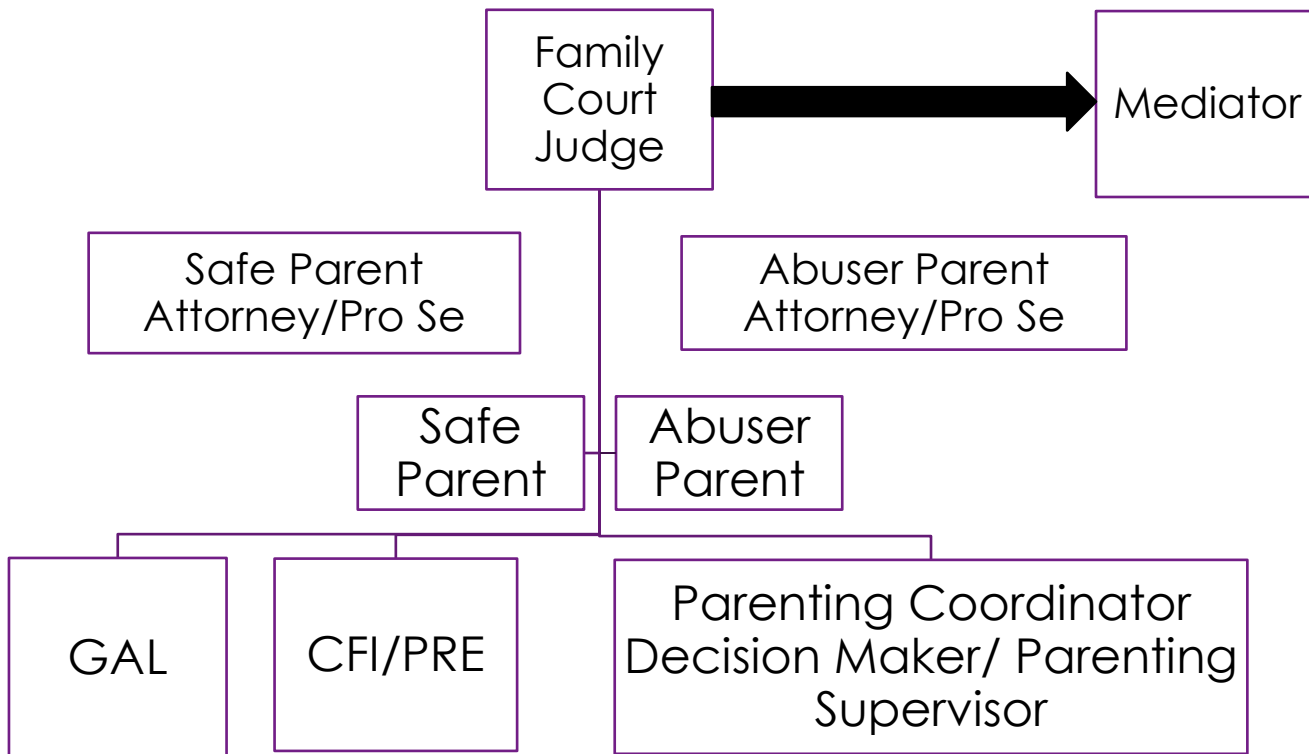 Family
Court
Judge
Mediator
Safe Parent
Attorney/Pro Se
Abuser Parent
Attorney/Pro Se
Safe
Parent
Abuser
Parent
GAL
CFI/PRE
Parenting Coordinator
Decision Maker/ Parenting
Supervisor